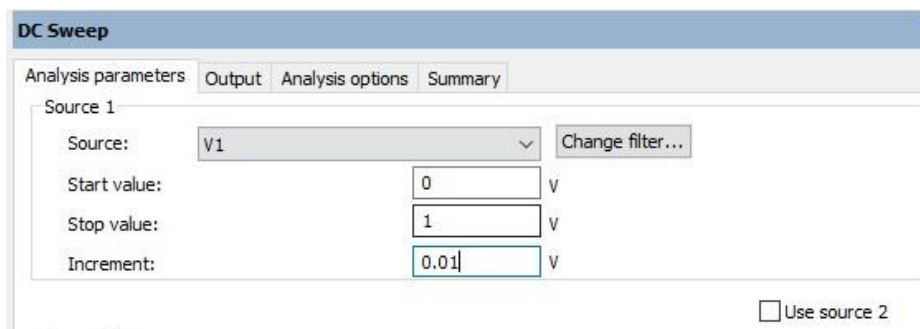 DC Sweep
Analysis parameters Output Analysis options Summary
Source 1
Source: V1 Change filter...
Start value: 0 V
Stop value: 1 V
Increment: 0.01 V
Use source 2